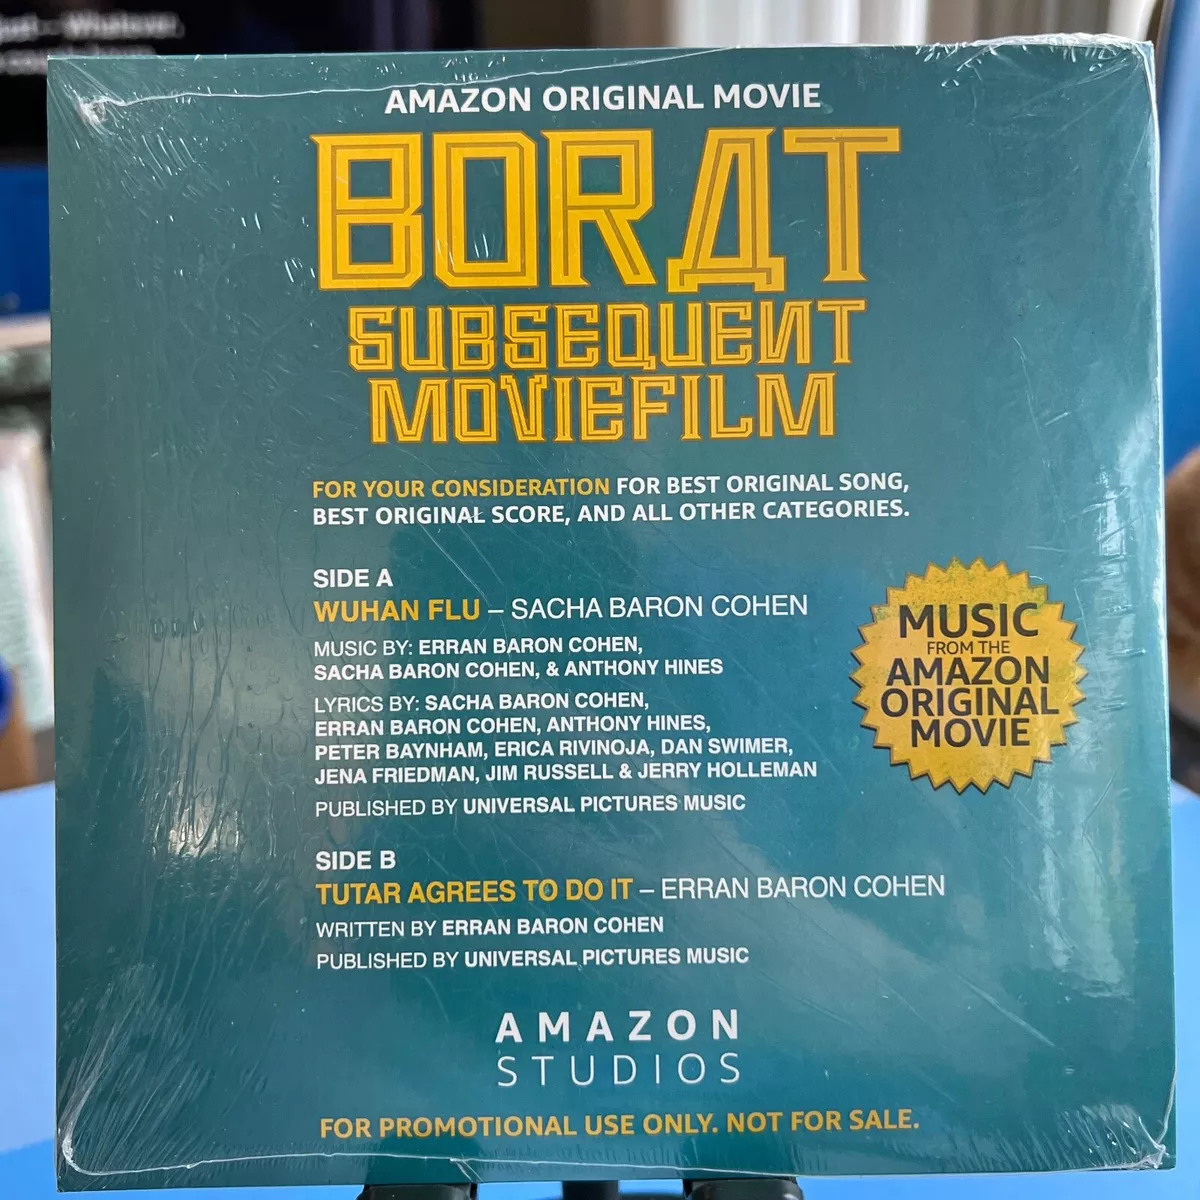 AMAZON ORIGINAL MOVIE
BORДT
SUBSEQUEИT
MOVIEFILM
FOR YOUR CONSIDERATION FOR BEST ORIGINAL SONG,
BEST ORIGINAL SCORE, AND ALL OTHER CATEGORIES.
SIDE A
WUHAN FLU – SACHA BARON COHEN
MUSIC BY: ERRAN BARON COHEN,
SACHA BARON COHEN, & ANTHONY HINES
LYRICS BY: SACHA BARON COHEN,
ERRAN BARON COHEN, ANTHONY HINES,
PETER BAYNHAM, ERICA RIVINOJA, DAN SWIMER,
JENA FRIEDMAN, JIM RUSSELL & JERRY HOLLEMAN
PUBLISHED BY UNIVERSAL PICTURES MUSIC
MUSIC
FROM THE
AMAZON
ORIGINAL
MOVIE
SIDE B
TUTAR AGREES TO DO IT – ERRAN BARON COHEN
WRITTEN BY ERRAN BARON COHEN
PUBLISHED BY UNIVERSAL PICTURES MUSIC
AMAZON
STUDIOS
FOR PROMOTIONAL USE ONLY. NOT FOR SALE.